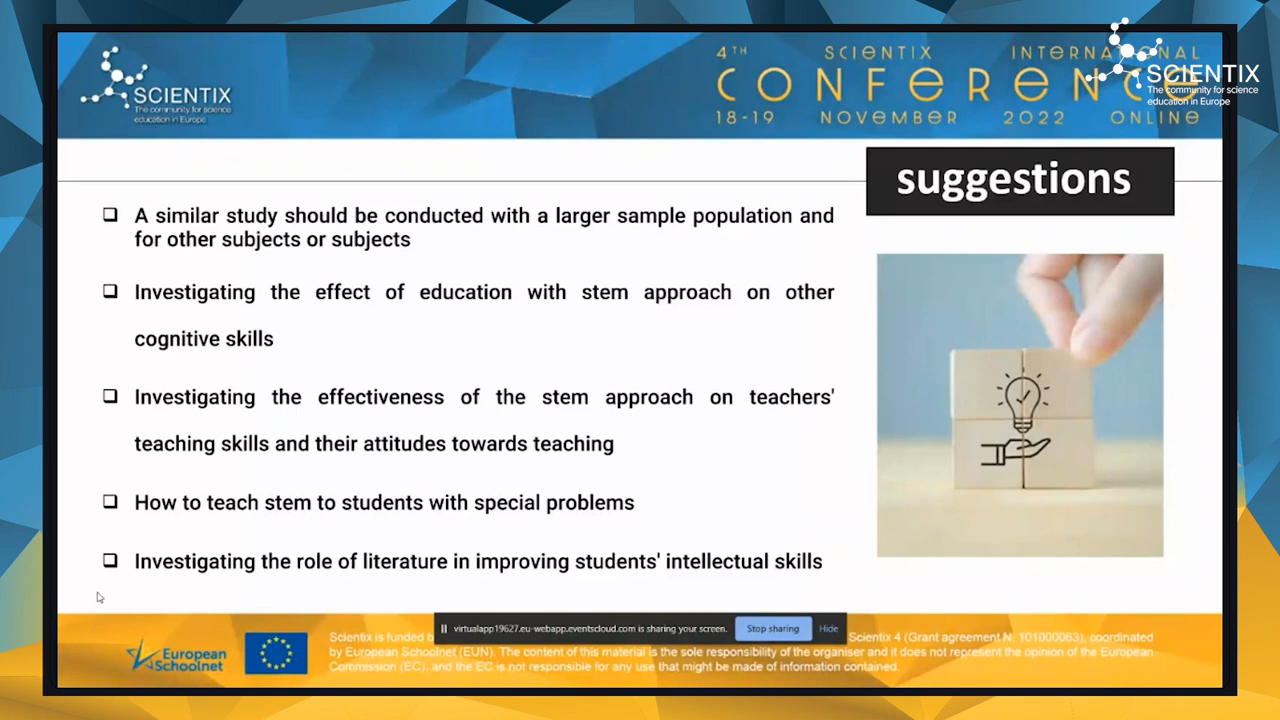 SCIENTIX
The community for science
education in Europe
4TH SCIENTIX INTERNATIONAL
CONFERENCE
18-19 NOVEMBER 2022 ONLINE
SCIENTIX
The community for science
education in Europe
suggestions
A similar study should be conducted with a larger sample population and
for other subjects or subjects
Investigating the effect of education with stem approach on other
cognitive skills
Investigating the effectiveness of the stem approach on teachers'
teaching skills and their attitudes towards teaching
How to teach stem to students with special problems
Investigating the role of literature in improving students' intellectual skills
virtualapp19627.eu-webapp.eventscloud.com is sharing your screen. Stop sharing Hide
European
Schoolnet
Scientix is funded Scientix 4 (Grant agreement N. 101000063), coordinated
by European Schoolnet (EUN). The content of this material is the sole responsibility of the organiser and it does not represent the opinion of the European
Commission (EC), and the EC is not responsible for any use that might be made of information contained.